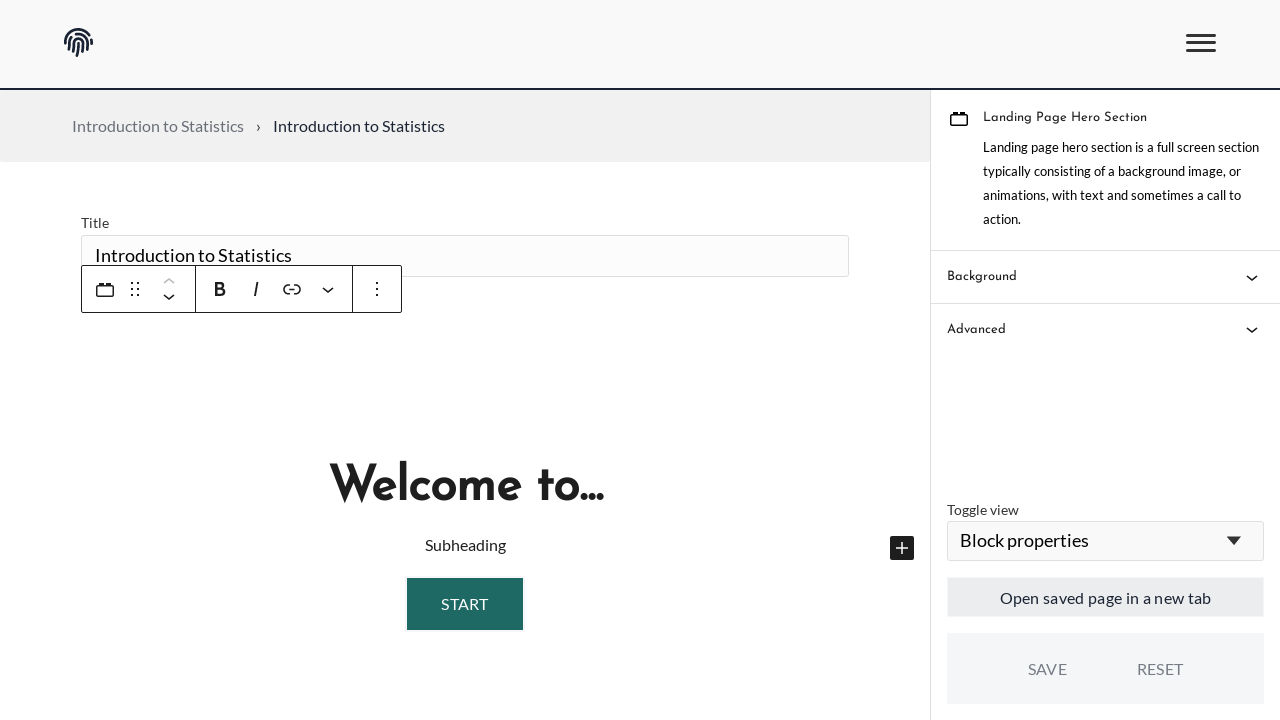 Introduction to Statistics › Introduction to Statistics
Title
Introduction to Statistics
B I
Welcome to...
Subheading
START
Landing Page Hero Section
Landing page hero section is a full screen section
typically consisting of a background image, or
animations, with text and sometimes a call to
action.
Background
Advanced
Toggle view
Block properties
Open saved page in a new tab
SAVE RESET